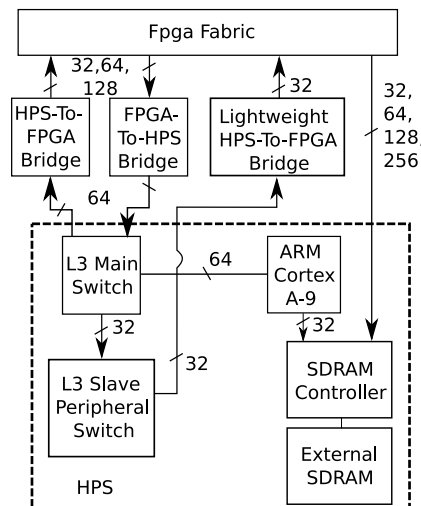 Fpga Fabric
32,64,
128
32
32,
64,
128,
256
HPS-To-
FPGA
Bridge
FPGA-
To-HPS
Bridge
Lightweight
HPS-To-FPGA
Bridge
64
L3 Main
Switch
64
ARM
Cortex
A-9
32
32
L3 Slave
Peripheral
Switch
32
SDRAM
Controller
External
SDRAM
HPS